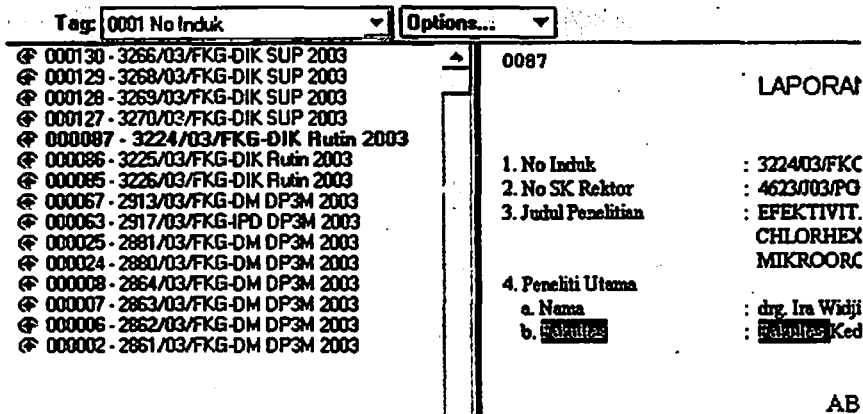 Tag: 0001 No Induk
Options...
000130 - 3266/03/FKG-DIK SUP 2003
000129 - 3268/03/FKG-DIK SUP 2003
000128 - 3269/03/FKG-DIK SUP 2003
000127 - 3270/03/FKG-DIK SUP 2003
000087 - 3224/03/FKG-DIK Rutin 2003
000086 - 3225/03/FKG-DIK Rutin 2003
000085 - 3226/03/FKG-DIK Rutin 2003
000067 - 2913/03/FKG-DM DP3M 2003
000063 - 2917/03/FKG-IPD DP3M 2003
000025 - 2881/03/FKG-DM DP3M 2003
000024 - 2880/03/FKG-DM DP3M 2003
000008 - 2864/03/FKG-DM DP3M 2003
000007 - 2863/03/FKG-DM DP3M 2003
000006 - 2862/03/FKG-DM DP3M 2003
000002 - 2861/03/FKG-DM DP3M 2003
0087
LAPORAN
1. No Induk : 3224/03/FKG
2. No SK Rektor : 4623/J03/PG
3. Judul Penelitian : EFEKTIVIT.
CHLORHEX
MIKROORG
4. Peneliti Utama
a. Nama : drg. Ira Widji
b. Fakultas : Fakultas Ked
AB